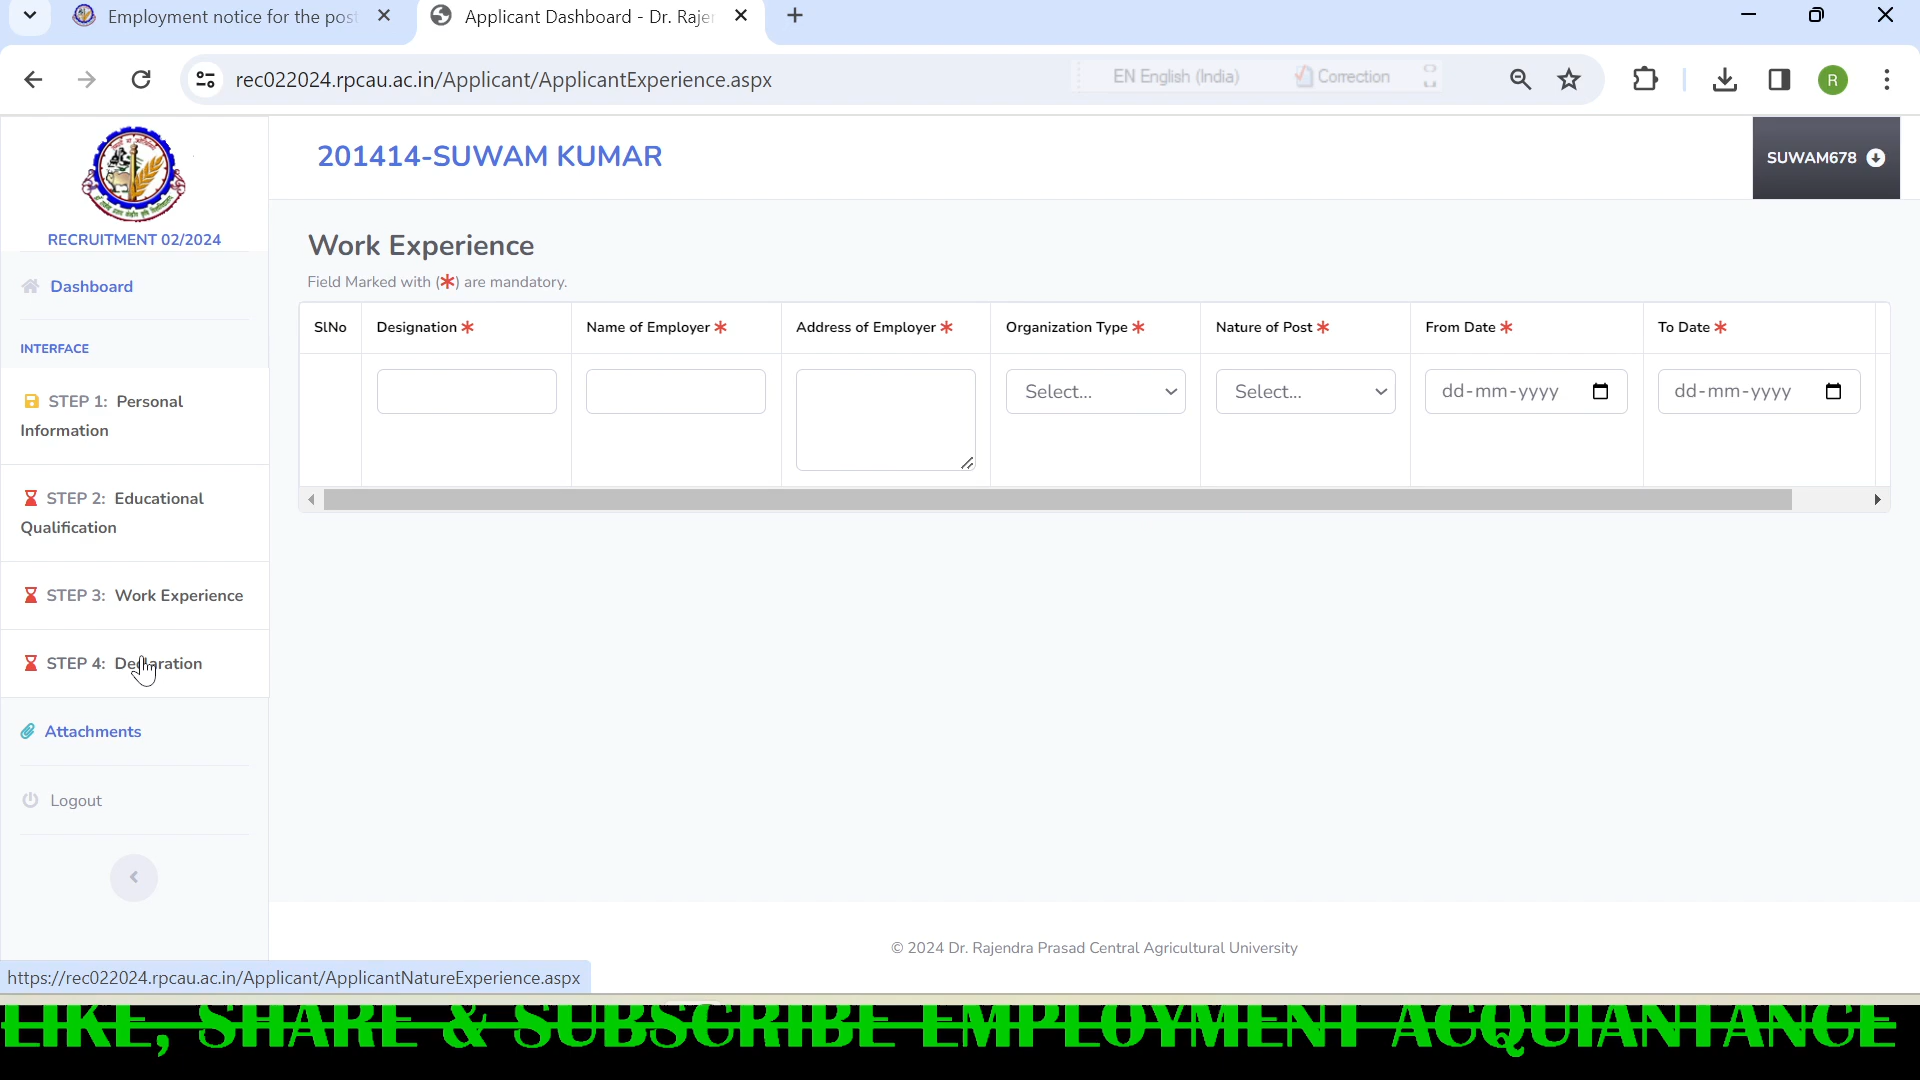 Employment notice for the pos
Applicant Dashboard - Dr. Rajer
rec022024.rpcau.ac.in/Applicant/ApplicantExperience.aspx
EN English (India)
Correction
R
201414-SUWAM KUMAR
SUWAM678
RECRUITMENT 02/2024
Dashboard
INTERFACE
STEP 1: Personal
Information
STEP 2: Educational
Qualification
STEP 3: Work Experience
STEP 4: Declaration
Attachments
Logout
Work Experience
Field Marked with (*) are mandatory.
SlNo Designation * Name of Employer * Address of Employer * Organization Type * Nature of Post * From Date * To Date *
Select... Select... dd-mm-yyyy dd-mm-yyyy
© 2024 Dr. Rajendra Prasad Central Agricultural University
https://rec022024.rpcau.ac.in/Applicant/ApplicantNatureExperience.aspx
LIKE, SHARE & SUBSCRIBE EMPLOYMENT ACQUIANTANCE